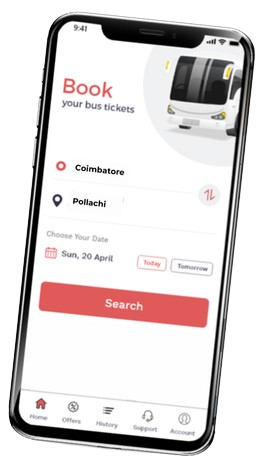 9:41
Book
your bus tickets
Coimbatore
Pollachi
Choose Your Date
Sun, 20 April
Today
Tomorrow
Search
Home
Offers
History
Support
Account